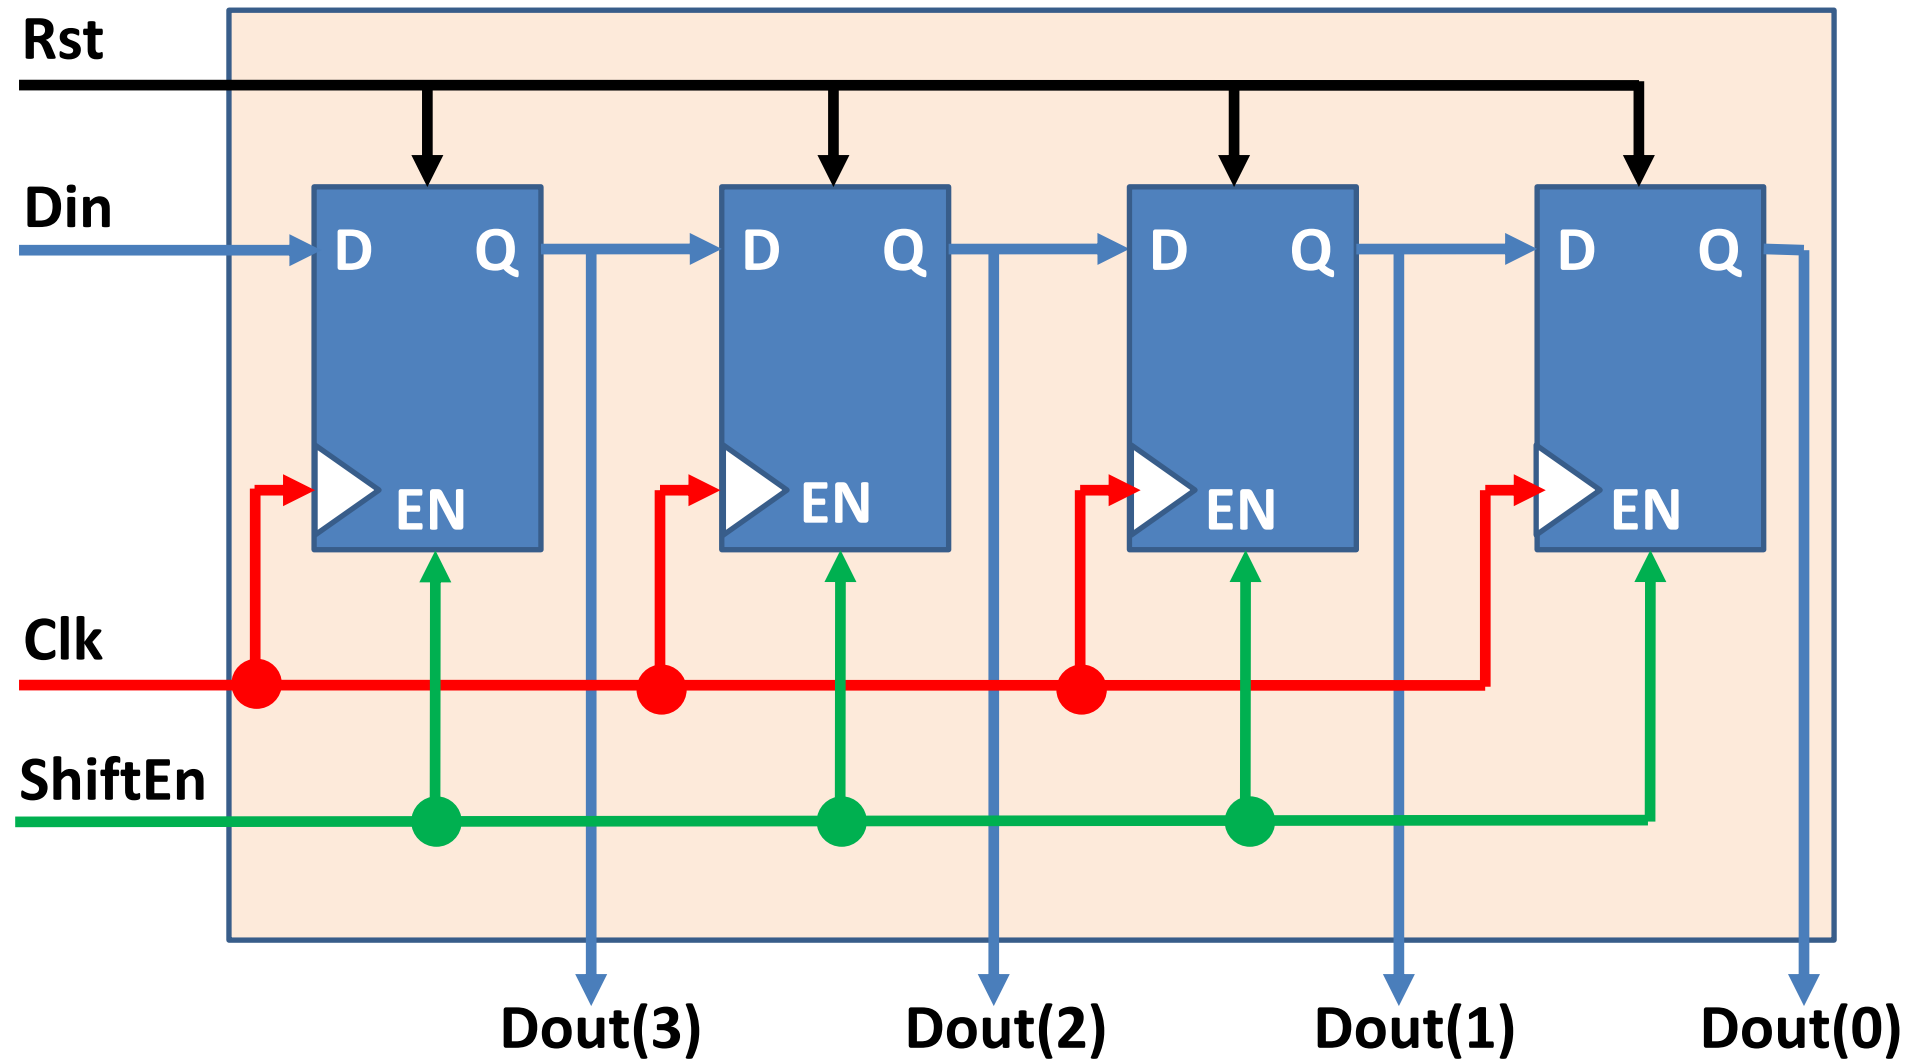 Rst
Din
D Q D Q D Q D Q
EN EN EN EN
Clk
ShiftEn
Dout(3) Dout(2) Dout(1) Dout(0)